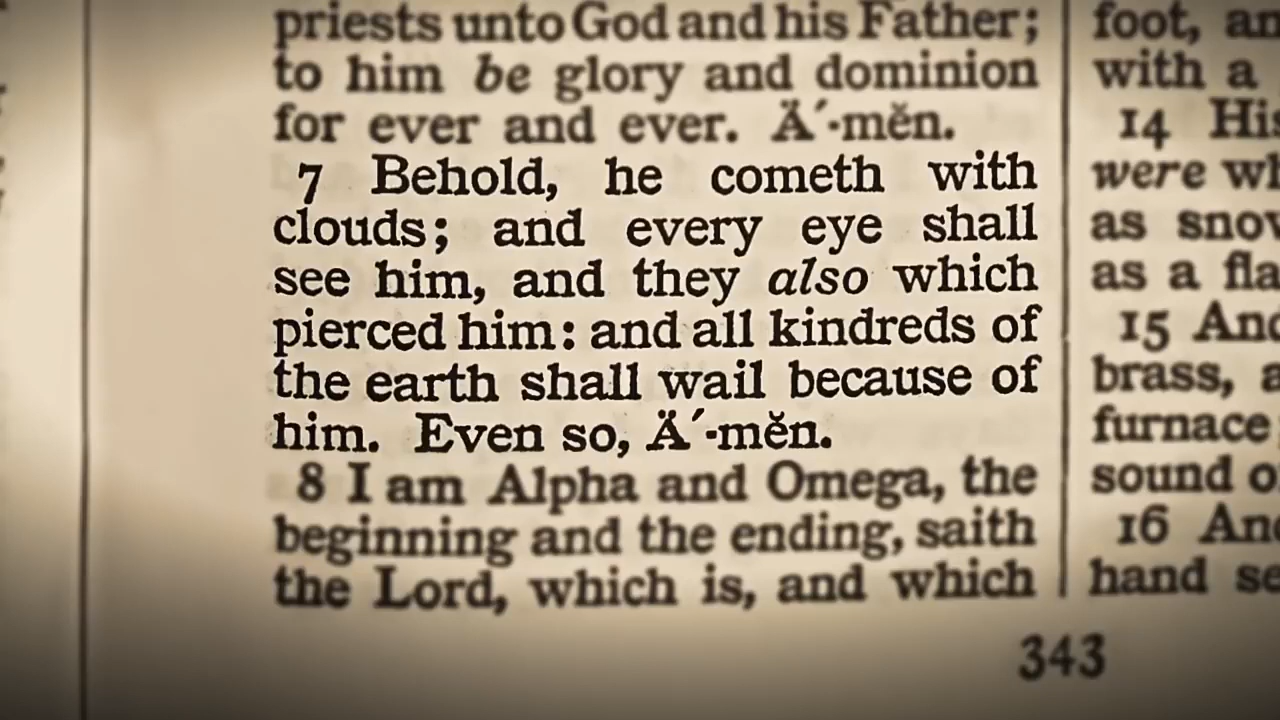 priests unto God and his Father;
to him be glory and dominion
for ever and ever. Ä´-mĕn.
7 Behold, he cometh with
clouds; and every eye shall
see him, and they also which
pierced him: and all kindreds of
the earth shall wail because of
him. Even so, Ä´-mĕn.
8 I am Alpha and Omega, the
beginning and the ending, saith
the Lord, which is, and which
foot,
with a
14
were
as
as a
15
brass,
furnace
sound
16
hand
343